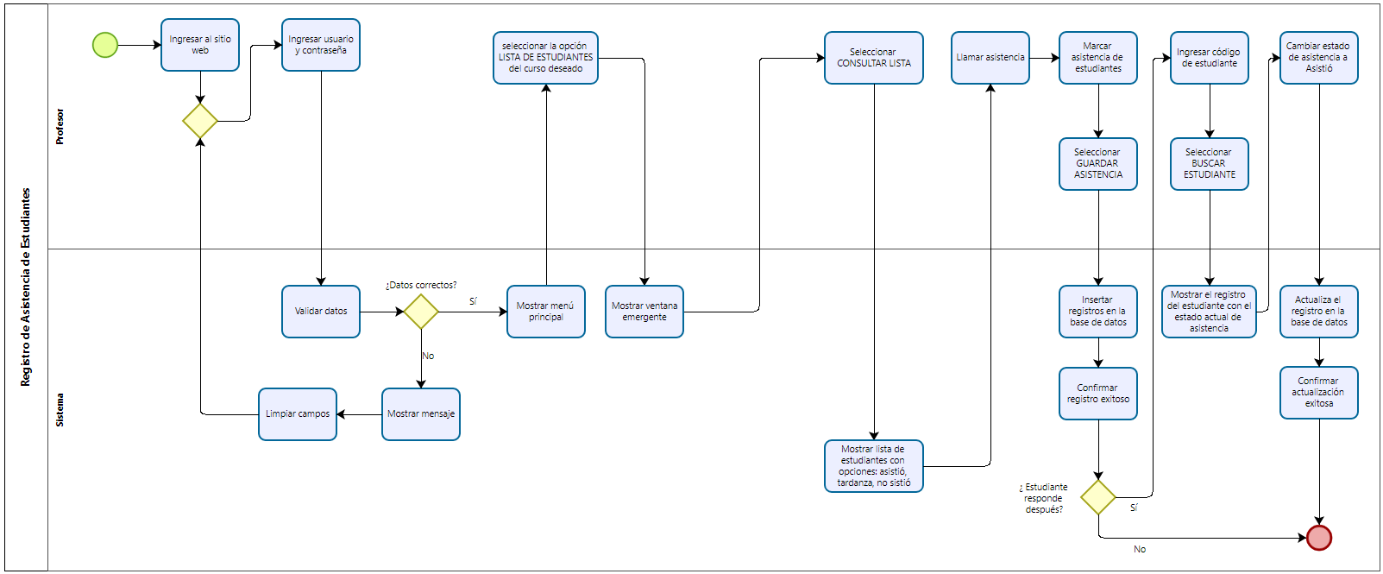 Registro de Asistencia de Estudiantes
Profesor
Ingresar al sitio
web
Ingresar usuario
y contraseña
seleccionar la opción
LISTA DE ESTUDIANTES
del curso deseado
Seleccionar
CONSULTAR LISTA
Llamar asistencia
Marcar
asistencia de
estudiantes
Ingresar código
de estudiante
Cambiar estado
de asistencia a
Asistió
Seleccionar
GUARDAR
ASISTENCIA
Seleccionar
BUSCAR
ESTUDIANTE
Sistema
Validar datos
¿Datos correctos?
Sí
No
Mostrar menú
principal
Mostrar ventana
emergente
Insertar
registros en la
base de datos
Mostrar el registro
del estudiante con el
estado actual de
asistencia
Actualiza el
registro en la
base de datos
Limpiar campos
Mostrar mensaje
Confirmar
registro exitoso
Confirmar
actualización
exitosa
Mostrar lista de
estudiantes con
opciones: asistió,
tardanza, no sistió
¿ Estudiante
responde
después?
Sí
No